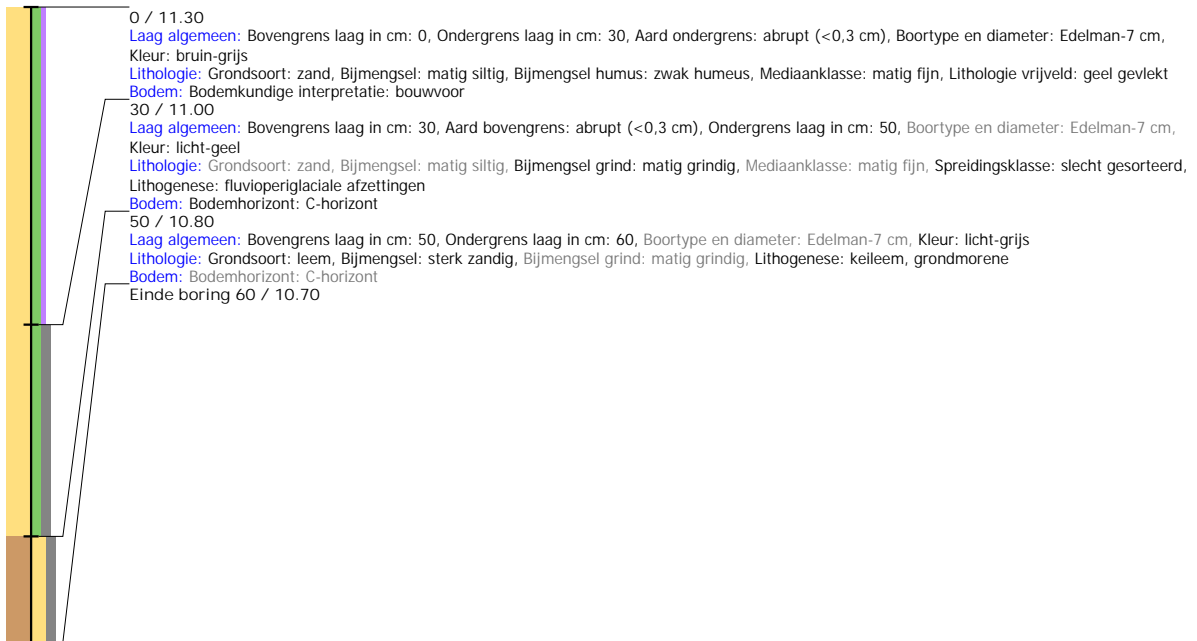 0 / 11.30
Laag algemeen: Bovengrens laag in cm: 0, Ondergrens laag in cm: 30, Aard ondergrens: abrupt (<0,3 cm), Boortype en diameter: Edelman-7 cm,
Kleur: bruin-grijs
Lithologie: Grondsoort: zand, Bijmengsel: matig siltig, Bijmengsel humus: zwak humeus, Mediaanklasse: matig fijn, Lithologie vrijveld: geel gevlekt
Bodem: Bodemkundige interpretatie: bouwvoor
30 / 11.00
Laag algemeen: Bovengrens laag in cm: 30, Aard bovengrens: abrupt (<0,3 cm), Ondergrens laag in cm: 50, Boortype en diameter: Edelman-7 cm,
Kleur: licht-geel
Lithologie: Grondsoort: zand, Bijmengsel: matig siltig, Bijmengsel grind: matig grindig, Mediaanklasse: matig fijn, Spreidingsklasse: slecht gesorteerd,
Lithogenese: fluvioperiglaciale afzettingen
Bodem: Bodemhorizont: C-horizont
50 / 10.80
Laag algemeen: Bovengrens laag in cm: 50, Ondergrens laag in cm: 60, Boortype en diameter: Edelman-7 cm, Kleur: licht-grijs
Lithologie: Grondsoort: leem, Bijmengsel: sterk zandig, Bijmengsel grind: matig grindig, Lithogenese: keileem, grondmorene
Bodem: Bodemhorizont: C-horizont
Einde boring 60 / 10.70